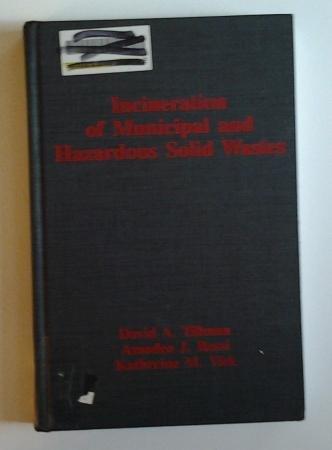 Incineration
of Municipal and
Hazardous Solid Wastes
David A. Tillman
Amadeo J. Rossi
Katherine M. Vick